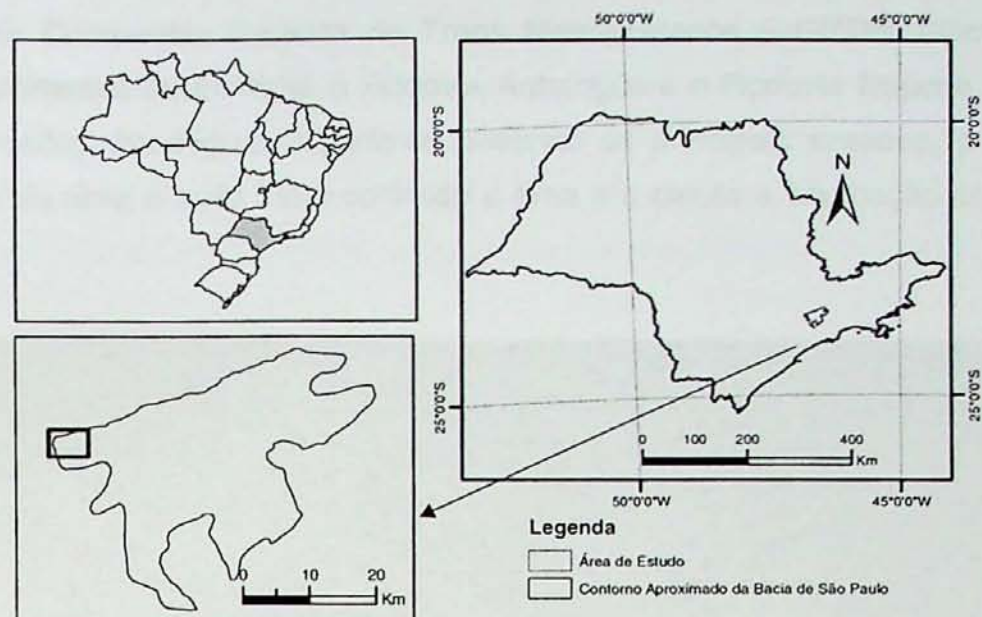 50°0'0"W 45°0'0"W
20°0'0"S
20°0'0"S
N
25°0'0"S
25°0'0"S
0 100 200 400
Km
50°0'0"W 45°0'0"W
0 10 20
Km
Legenda
Área de Estudo
Contorno Aproximado da Bacia de São Paulo